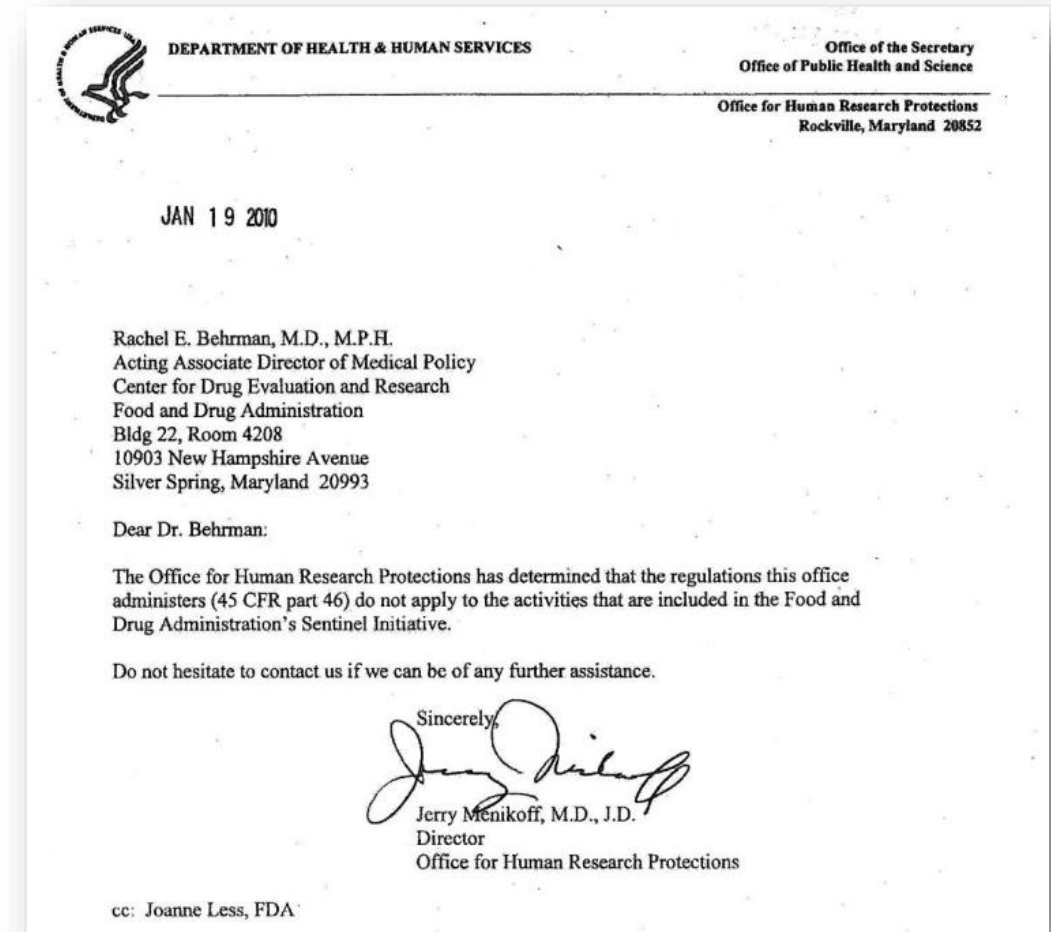 DEPARTMENT OF HEALTH & HUMAN SERVICES
Office of the Secretary
Office of Public Health and Science
Office for Human Research Protections
Rockville, Maryland 20852
JAN 19 2010
Rachel E. Behrman, M.D., M.P.H.
Acting Associate Director of Medical Policy
Center for Drug Evaluation and Research
Food and Drug Administration
Bldg 22, Room 4208
10903 New Hampshire Avenue
Silver Spring, Maryland 20993
Dear Dr. Behrman:
The Office for Human Research Protections has determined that the regulations this office
administers (45 CFR part 46) do not apply to the activities that are included in the Food and
Drug Administration's Sentinel Initiative.
Do not hesitate to contact us if we can be of any further assistance.
Sincerely,
Jerry Menikoff, M.D., J.D.
Director
Office for Human Research Protections
cc: Joanne Less, FDA